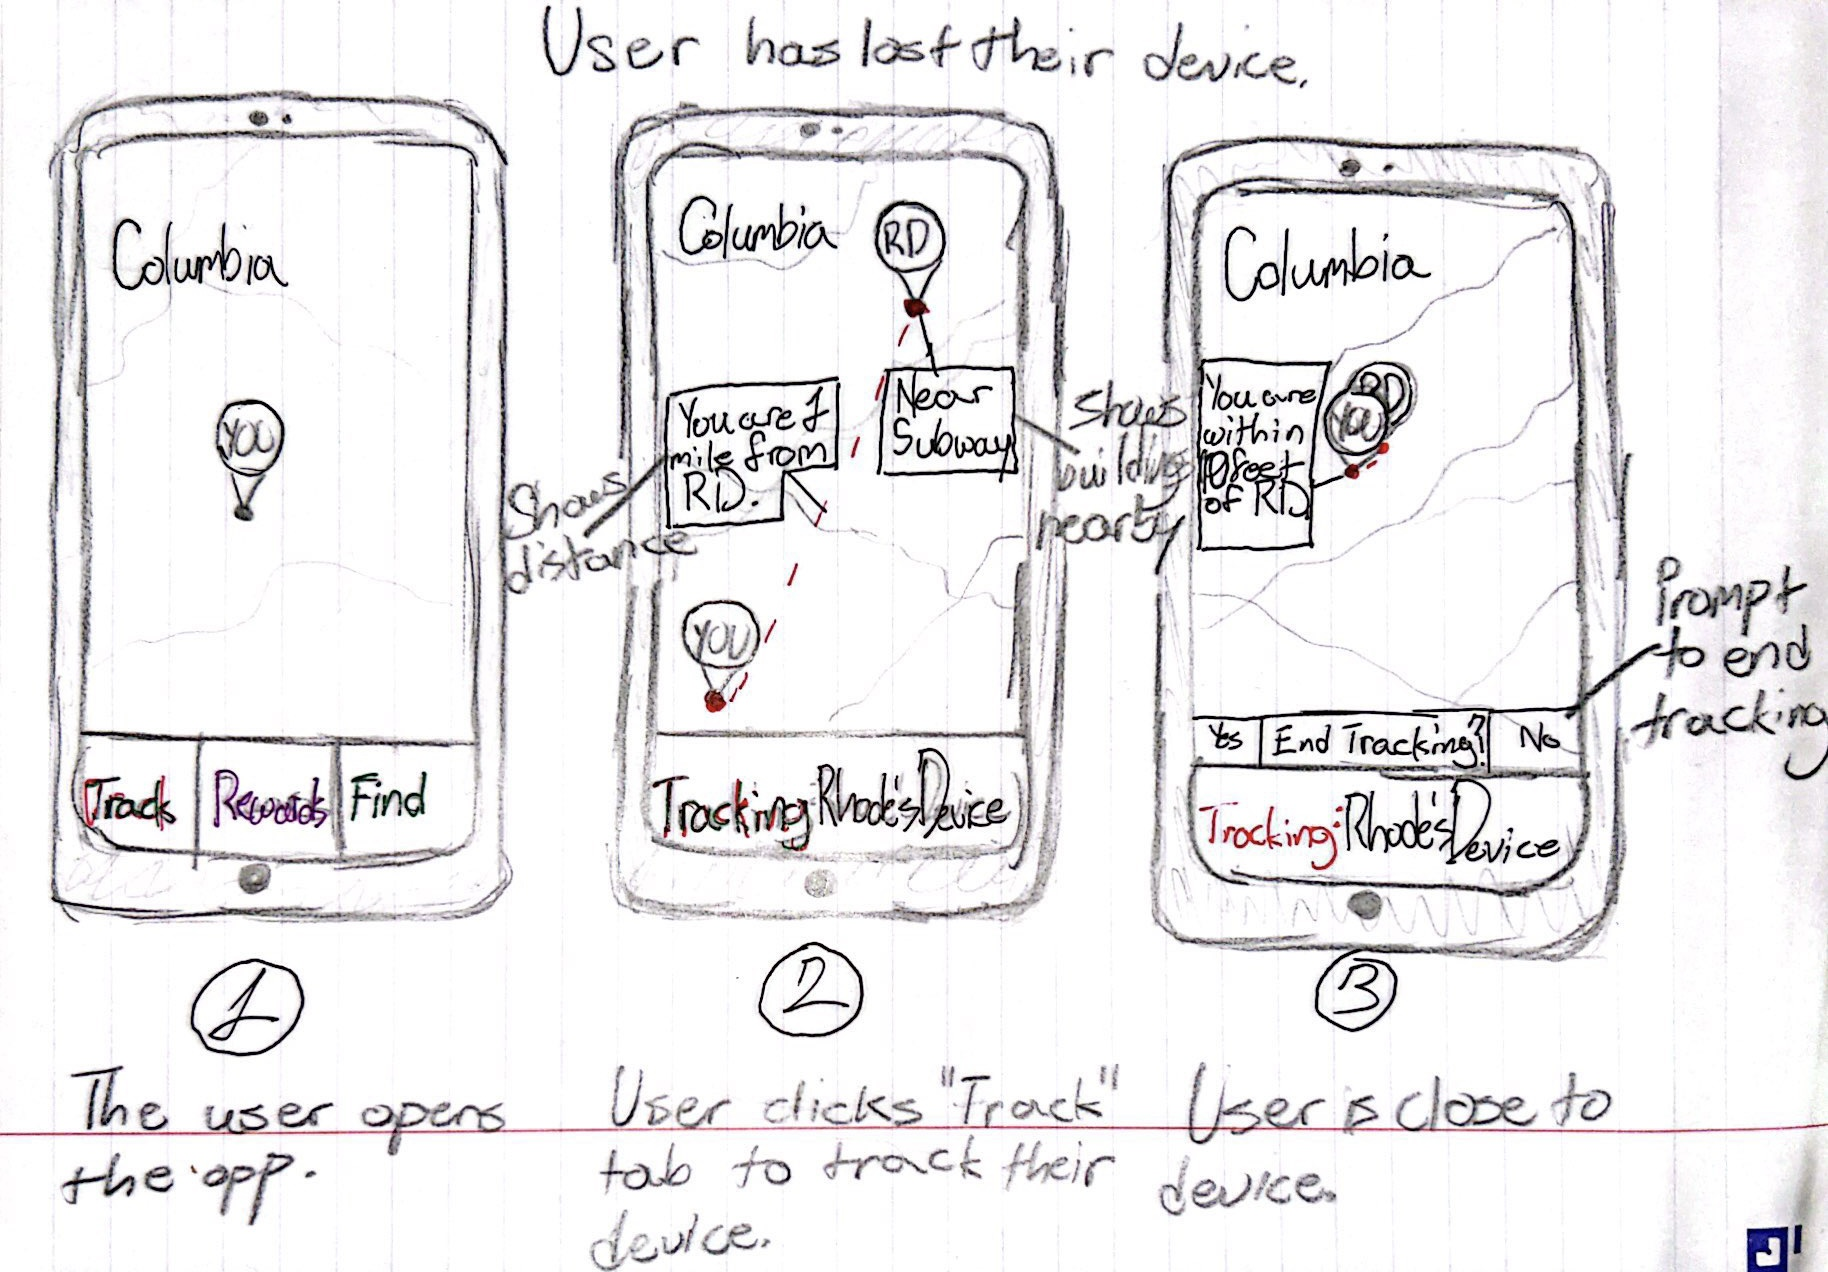 User has lost their device.
Columbia
YOU
Track
Rewards
Find
Columbia
RD
Near
Subway
You are 1
mile from
RD.
YOU
Tracking Rhode's Device
Shows
distance
Shows
building
nearby
Columbia
RD
YOU
You are
within
10 feet
of RD
Yes
End Tracking?
No
Tracking: Rhode's Device
Prompt
to end
tracking
1
The user opens
the app.
2
User clicks "Track"
tab to track their
device.
3
User is close to
device.